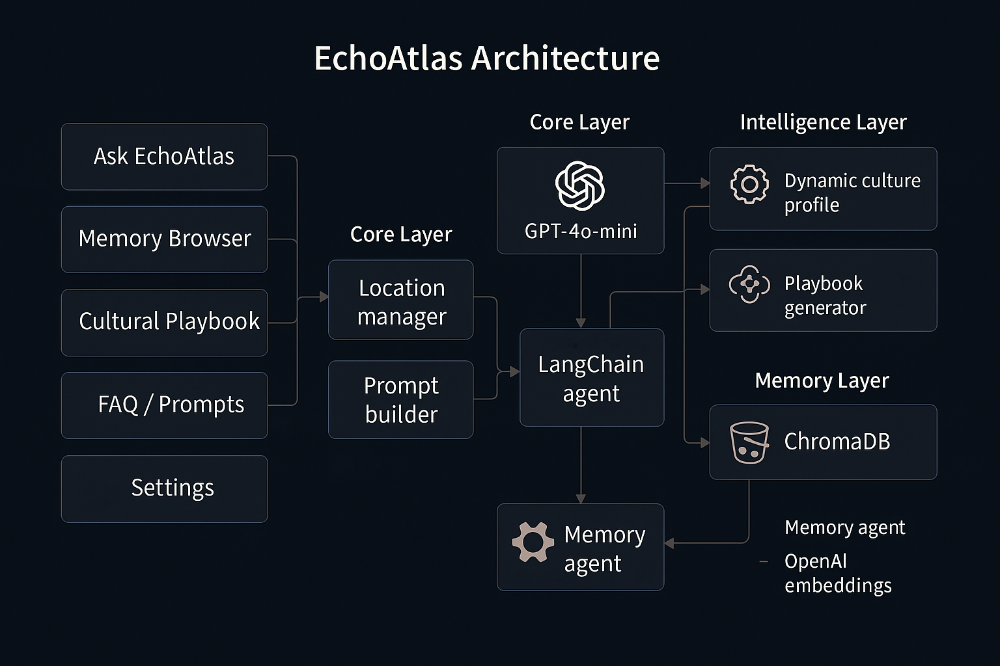 EchoAtlas Architecture
Ask EchoAtlas
Memory Browser
Cultural Playbook
FAQ / Prompts
Settings
Core Layer
Location
manager
Prompt
builder
Core Layer
GPT-4o-mini
LangChain
agent
Memory
agent
Intelligence Layer
Dynamic culture
profile
Playbook
generator
Memory Layer
ChromaDB
Memory agent
– OpenAI
embeddings